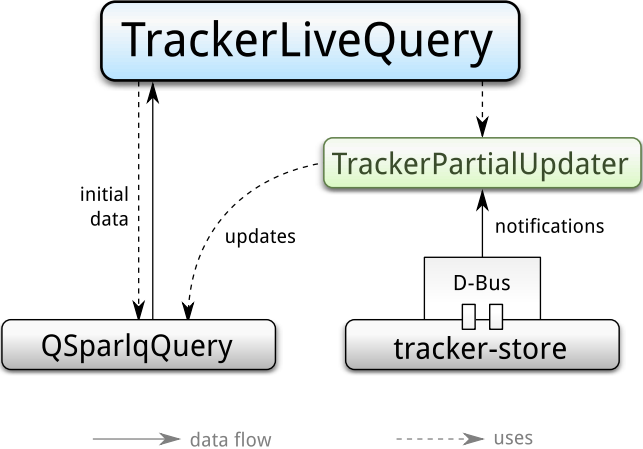 TrackerLiveQuery
TrackerPartialUpdater
initial
data
updates
notifications
D-Bus
QSparlqQuery
tracker-store
data flow
uses